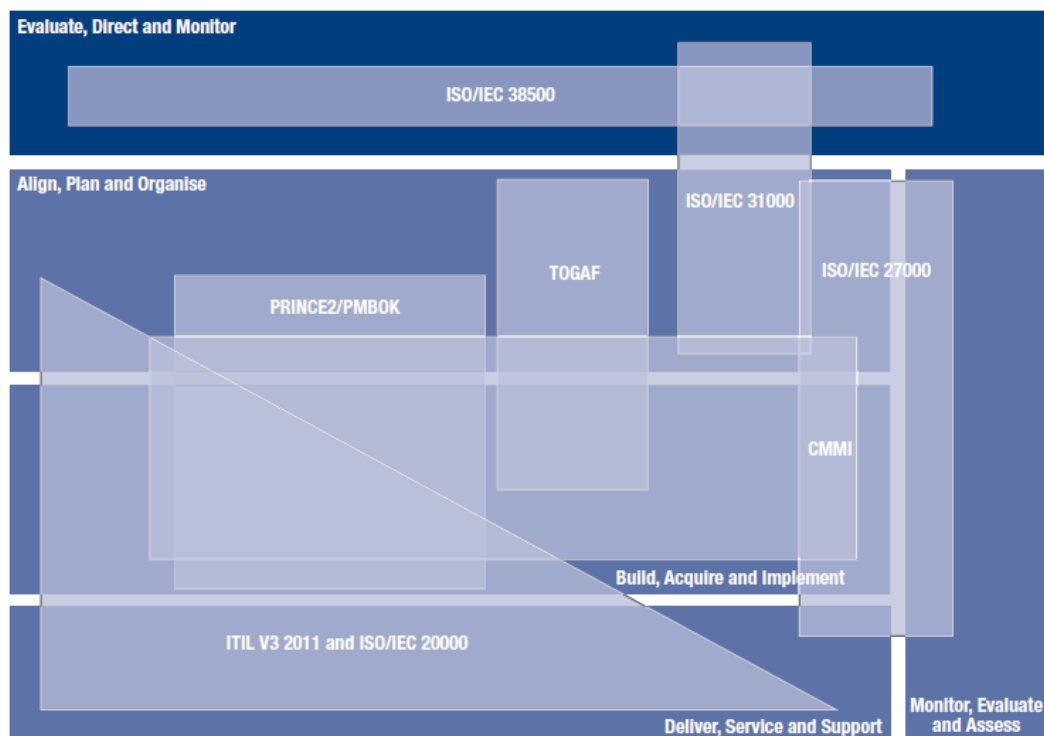 Evaluate, Direct and Monitor
ISO/IEC 38500
Align, Plan and Organise
ISO/IEC 31000
TOGAF
ISO/IEC 27000
PRINCE2/PMBOK
CMMI
Build, Acquire and Implement
ITIL V3 2011 and ISO/IEC 20000
Deliver, Service and Support
Monitor, Evaluate
and Assess